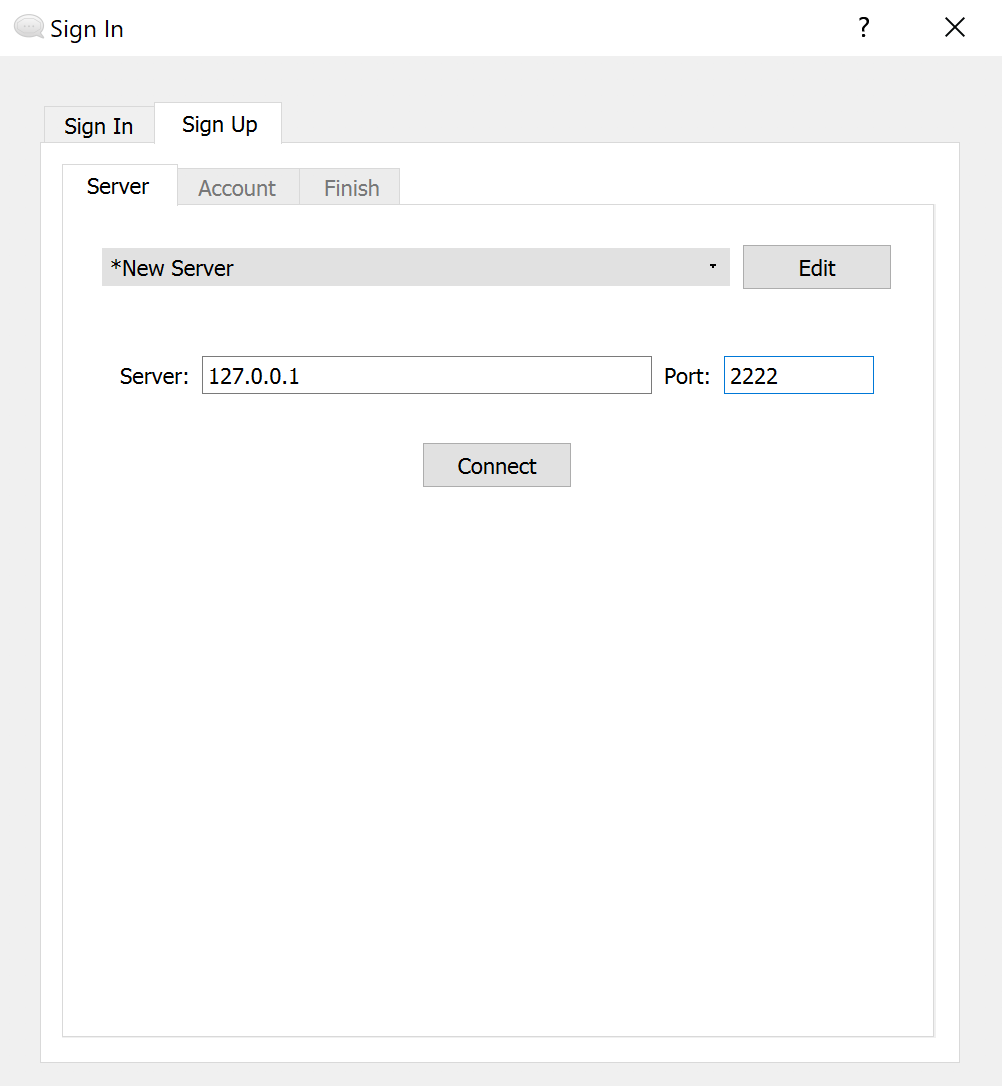 Sign In ?
Sign In Sign Up
Server Account Finish
*New Server Edit
Server: 127.0.0.1 Port: 2222
Connect